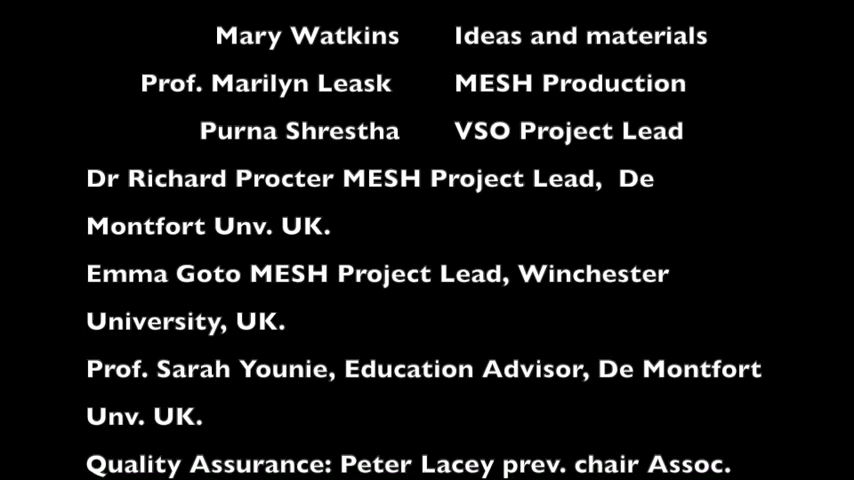 Mary Watkins Ideas and materials
Prof. Marilyn Leask MESH Production
Purna Shrestha VSO Project Lead
Dr Richard Procter MESH Project Lead,  De
Montfort Unv. UK.
Emma Goto MESH Project Lead, Winchester
University, UK.
Prof. Sarah Younie, Education Advisor, De Montfort
Unv. UK.
Quality Assurance: Peter Lacey prev. chair Assoc.